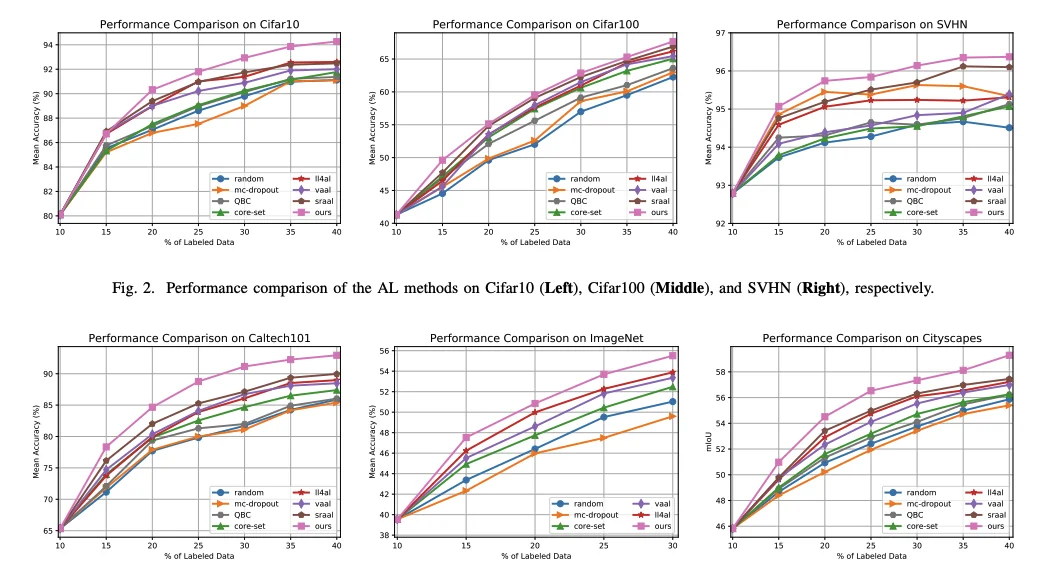 Performance Comparison on Cifar10
94
92
90
88
86
84
82
80
Mean Accuracy (%)
10 15 20 25 30 35 40
% of Labeled Data
random
mc-dropout
QBC
core-set
ll4al
vaal
sraal
ours
Performance Comparison on Cifar100
65
60
55
50
45
40
Mean Accuracy (%)
10 15 20 25 30 35 40
% of Labeled Data
random
mc-dropout
QBC
core-set
ll4al
vaal
sraal
ours
Performance Comparison on SVHN
97
96
95
94
93
92
Mean Accuracy (%)
10 15 20 25 30 35 40
% of Labeled Data
random
mc-dropout
QBC
core-set
ll4al
vaal
sraal
ours
Fig. 2. Performance comparison of the AL methods on Cifar10 (Left), Cifar100 (Middle), and SVHN (Right), respectively.
Performance Comparison on Caltech101
90
85
80
75
70
65
Mean Accuracy (%)
10 15 20 25 30 35 40
% of Labeled Data
random
mc-dropout
QBC
core-set
ll4al
vaal
sraal
ours
Performance Comparison on ImageNet
56
54
52
50
48
46
44
42
40
38
Mean Accuracy (%)
10 15 20 25 30
% of Labeled Data
random
mc-dropout
core-set
vaal
ll4al
ours
Performance Comparison on Cityscapes
58
56
54
52
50
48
46
mIoU
10 15 20 25 30 35 40
% of Labeled Data
random
mc-dropout
QBC
core-set
ll4al
vaal
sraal
ours